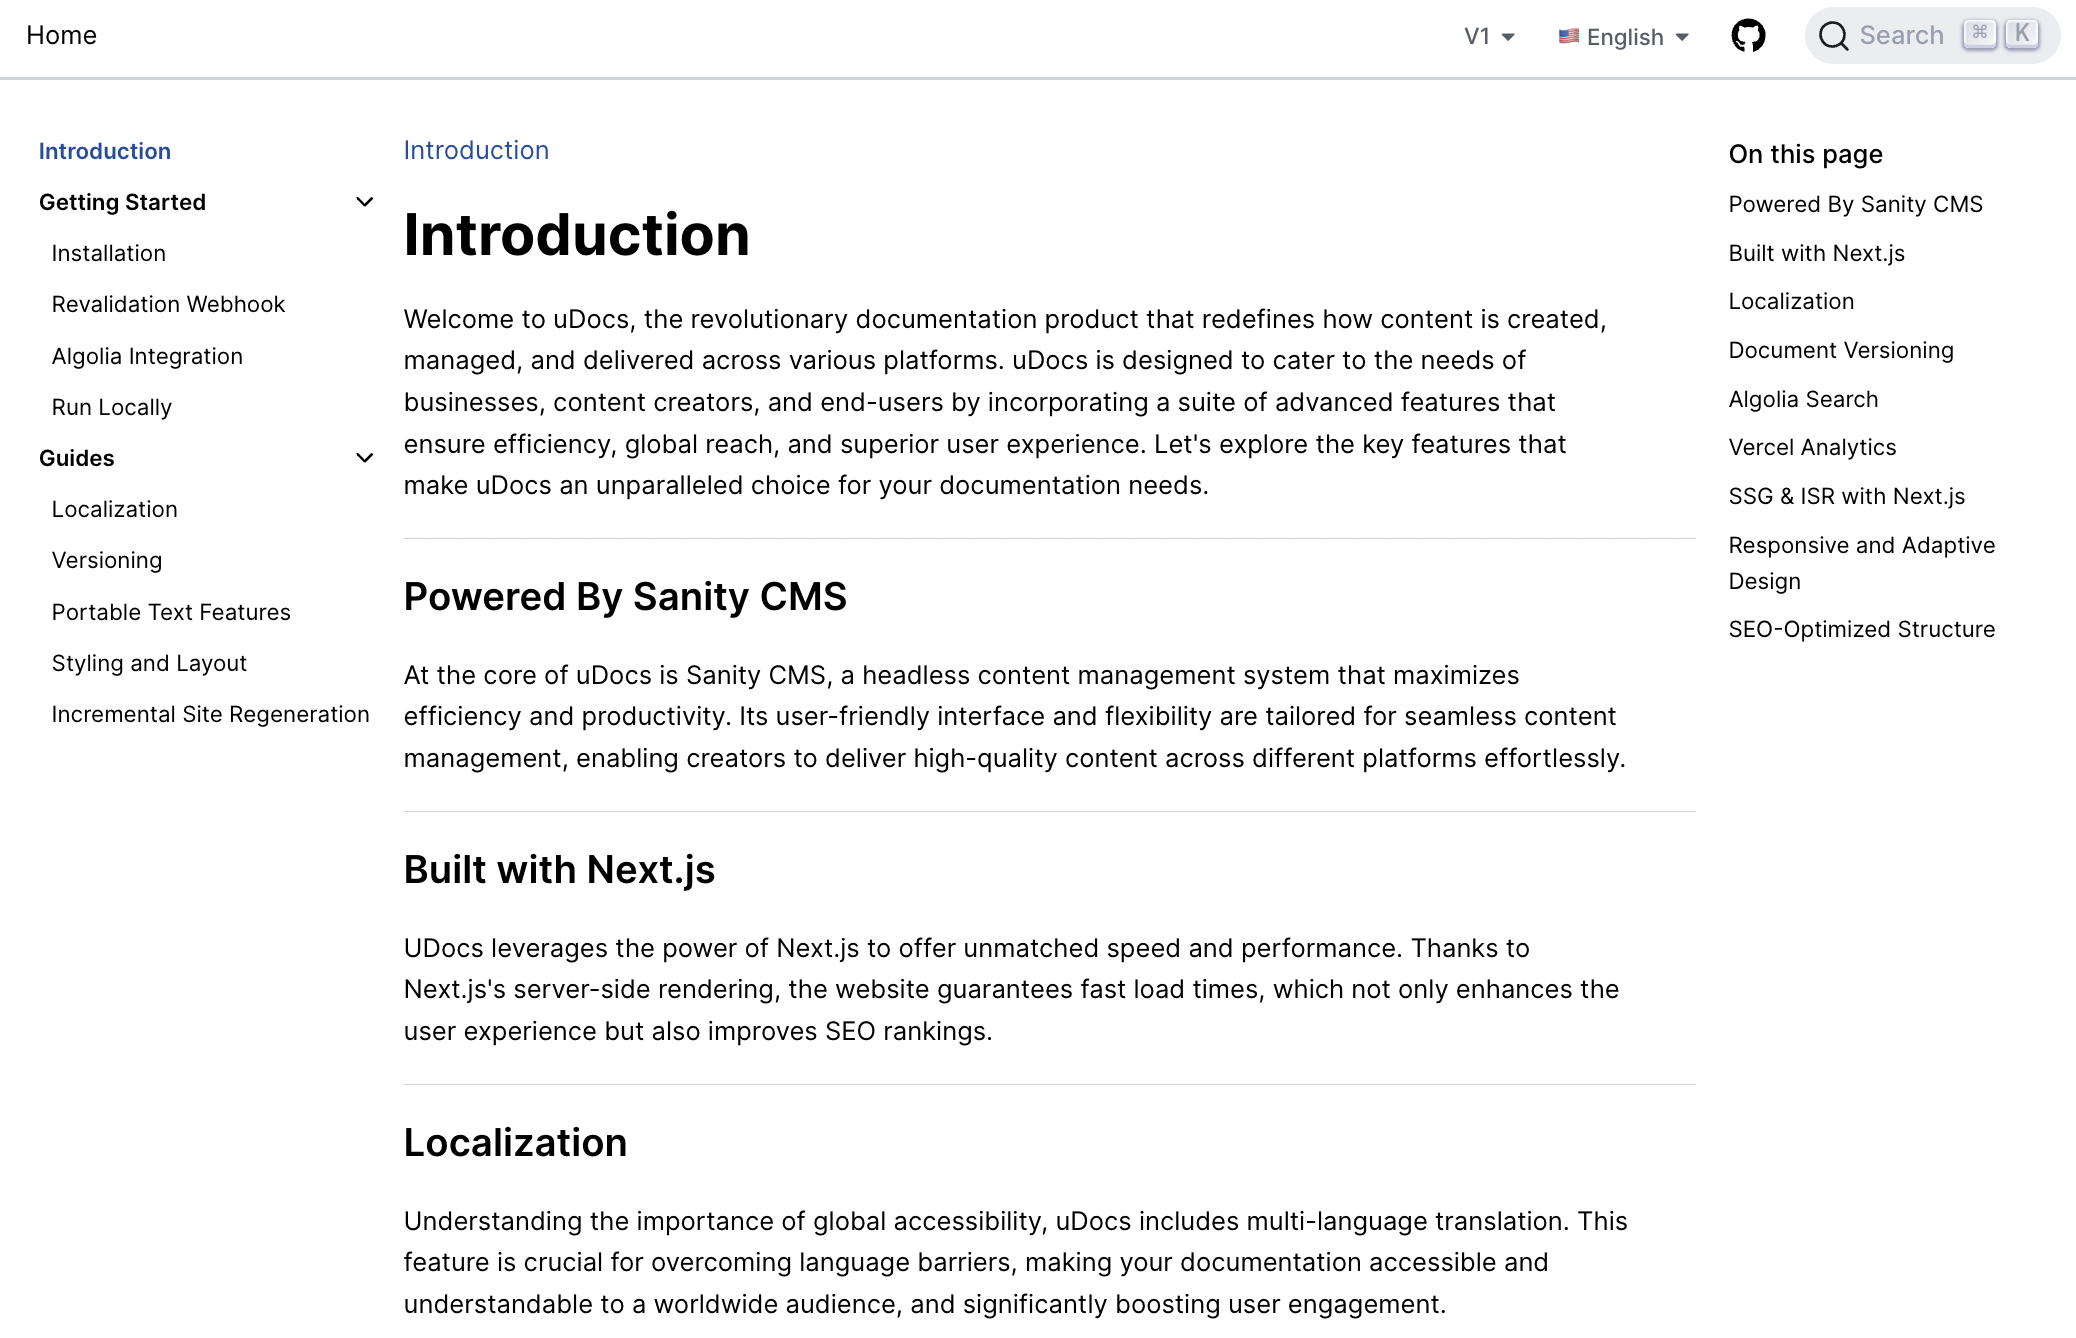 Home
V1
English
Search ⌘ K
Introduction
Getting Started
Installation
Revalidation Webhook
Algolia Integration
Run Locally
Guides
Localization
Versioning
Portable Text Features
Styling and Layout
Incremental Site Regeneration
Introduction
Introduction
Welcome to uDocs, the revolutionary documentation product that redefines how content is created,
managed, and delivered across various platforms. uDocs is designed to cater to the needs of
businesses, content creators, and end-users by incorporating a suite of advanced features that
ensure efficiency, global reach, and superior user experience. Let's explore the key features that
make uDocs an unparalleled choice for your documentation needs.
Powered By Sanity CMS
At the core of uDocs is Sanity CMS, a headless content management system that maximizes
efficiency and productivity. Its user-friendly interface and flexibility are tailored for seamless content
management, enabling creators to deliver high-quality content across different platforms effortlessly.
Built with Next.js
UDocs leverages the power of Next.js to offer unmatched speed and performance. Thanks to
Next.js's server-side rendering, the website guarantees fast load times, which not only enhances the
user experience but also improves SEO rankings.
Localization
Understanding the importance of global accessibility, uDocs includes multi-language translation. This
feature is crucial for overcoming language barriers, making your documentation accessible and
understandable to a worldwide audience, and significantly boosting user engagement.
On this page
Powered By Sanity CMS
Built with Next.js
Localization
Document Versioning
Algolia Search
Vercel Analytics
SSG & ISR with Next.js
Responsive and Adaptive
Design
SEO-Optimized Structure